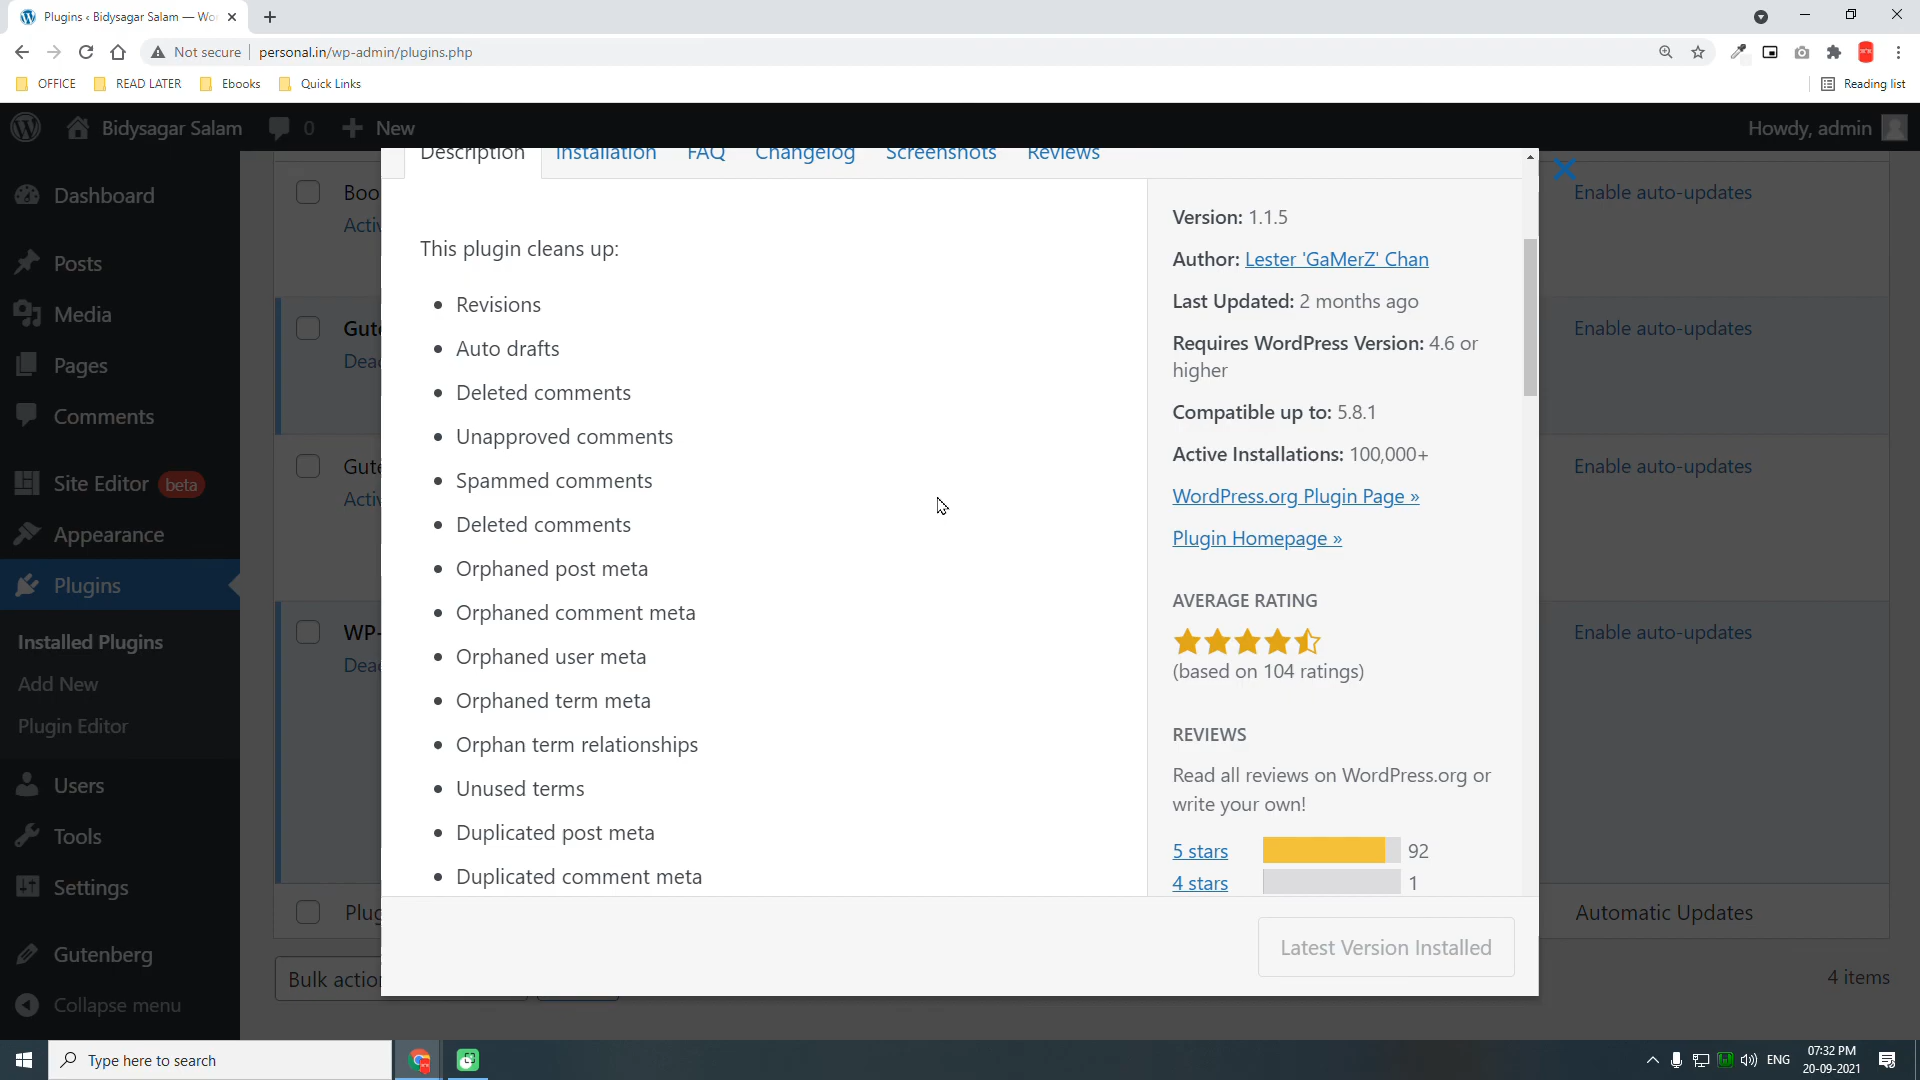 Plugins ‹ Bidysagar Salam — Wo
Not secure
personal.in/wp-admin/plugins.php
OFFICE
READ LATER
Ebooks
Quick Links
Reading list
Bidysagar Salam
0
New
Howdy, admin
Dashboard
Posts
Media
Pages
Comments
Site Editor beta
Appearance
Plugins
Installed Plugins
Add New
Plugin Editor
Users
Tools
Settings
Gutenberg
Collapse menu
Description
Installation
FAQ
Changelog
Screenshots
Reviews
This plugin cleans up:
• Revisions
• Auto drafts
• Deleted comments
• Unapproved comments
• Spammed comments
• Deleted comments
• Orphaned post meta
• Orphaned comment meta
• Orphaned user meta
• Orphaned term meta
• Orphan term relationships
• Unused terms
• Duplicated post meta
• Duplicated comment meta
Version: 1.1.5
Author: Lester 'GaMerZ' Chan
Last Updated: 2 months ago
Requires WordPress Version: 4.6 or
higher
Compatible up to: 5.8.1
Active Installations: 100,000+
WordPress.org Plugin Page »
Plugin Homepage »
AVERAGE RATING
(based on 104 ratings)
REVIEWS
Read all reviews on WordPress.org or
write your own!
5 stars 92
4 stars 1
Latest Version Installed
Enable auto-updates
Enable auto-updates
Enable auto-updates
Enable auto-updates
Automatic Updates
4 items
Bulk action
Type here to search
ENG
07:32 PM
20-09-2021